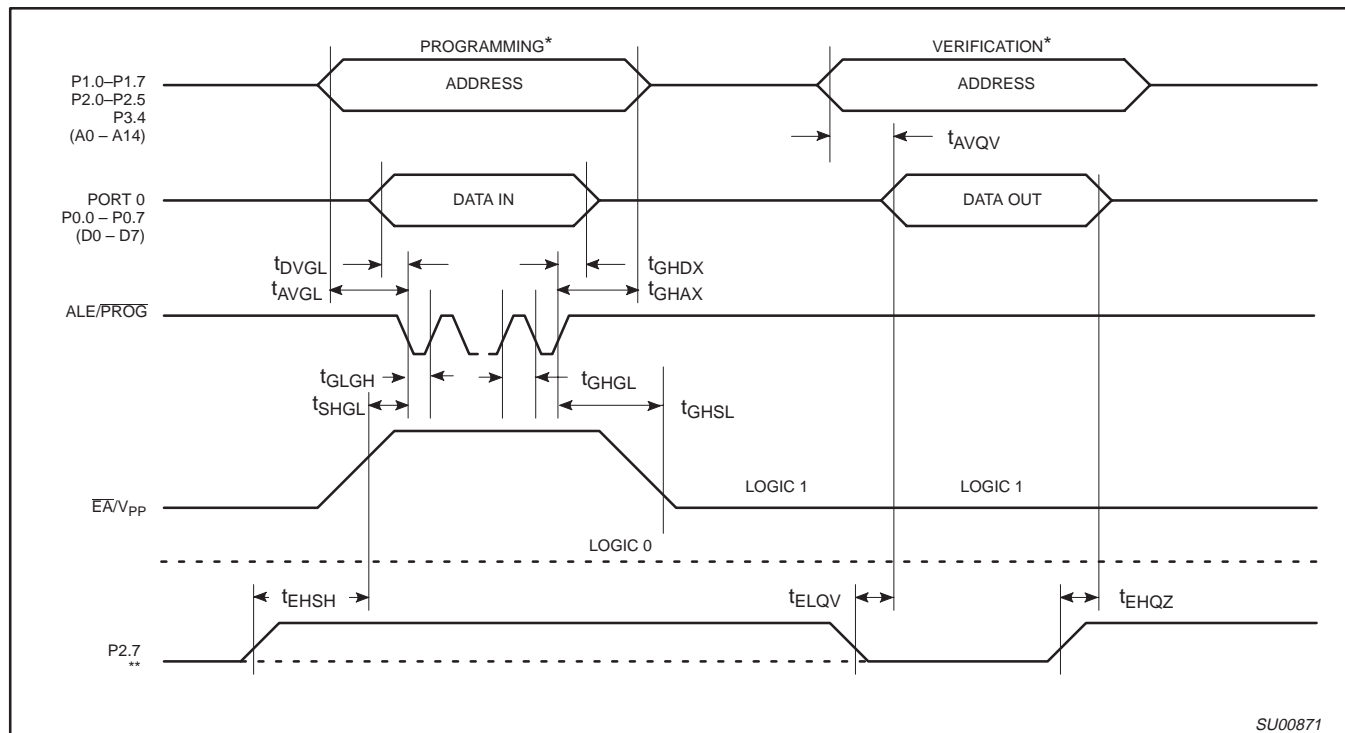 PROGRAMMING*
VERIFICATION*
P1.0–P1.7
P2.0–P2.5
P3.4
(A0 – A14)
ADDRESS
ADDRESS
tAVQV
PORT 0
P0.0 – P0.7
(D0 – D7)
DATA IN
DATA OUT
tDVGL
tGHDX
tAVGL
tGHAX
ALE/PROG
tGLGH
tGHGL
tSHGL
tGHSL
EA/VPP
LOGIC 1
LOGIC 1
LOGIC 0
tEHSH
tELQV
tEHQZ
P2.7
**
SU00871